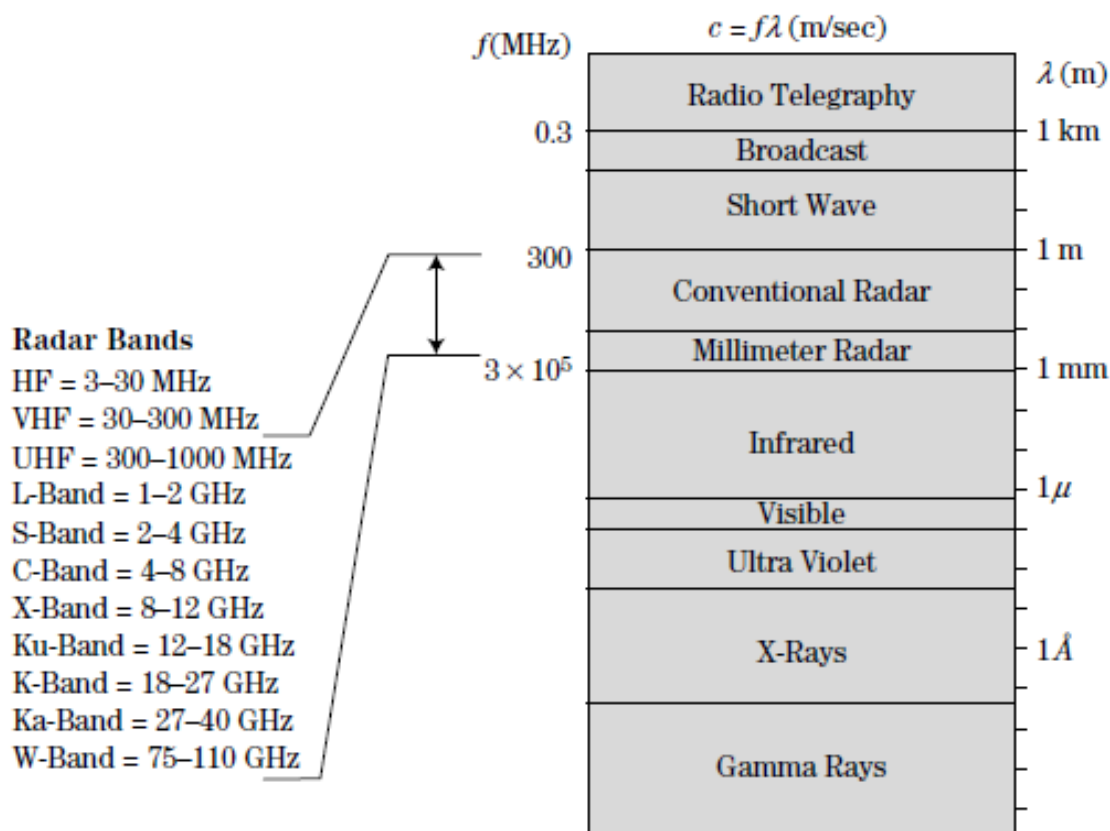 c = fλ (m/sec)
f(MHz)
λ (m)
Radio Telegraphy
0.3
1 km
Broadcast
Short Wave
300
1 m
Conventional Radar
Millimeter Radar
3 × 10⁵
1 mm
Infrared
1μ
Visible
Ultra Violet
X-Rays
1Å
Gamma Rays
Radar Bands
HF = 3–30 MHz
VHF = 30–300 MHz
UHF = 300–1000 MHz
L-Band = 1–2 GHz
S-Band = 2–4 GHz
C-Band = 4–8 GHz
X-Band = 8–12 GHz
Ku-Band = 12–18 GHz
K-Band = 18–27 GHz
Ka-Band = 27–40 GHz
W-Band = 75–110 GHz